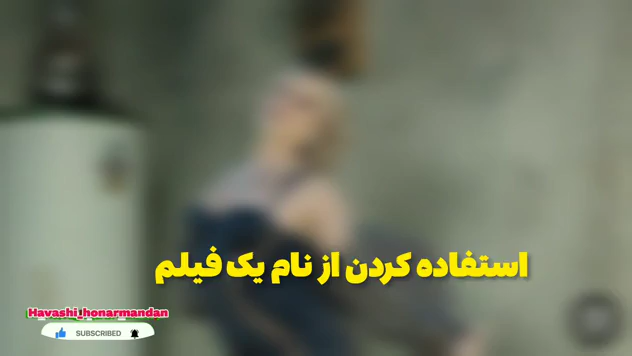 استفاده کردن از نام یک فیلم
Havashi_honarmandan
SUBSCRIBED